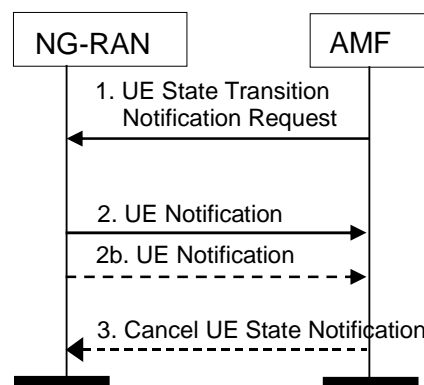 NG-RAN
AMF
1. UE State Transition
Notification Request
2. UE Notification
2b. UE Notification
3. Cancel UE State Notification